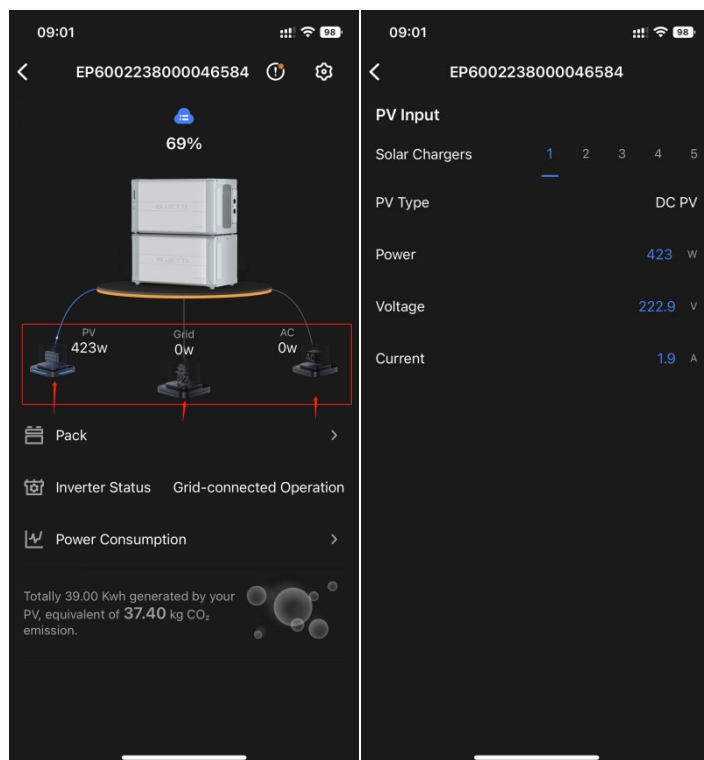 09:01
98
EP6002238000046584
69%
BLUETTI
BLUETTI
PV
423w
Grid
0w
AC
0w
AC
Pack
Inverter Status Grid-connected Operation
Power Consumption
Totally 39.00 Kwh generated by your
PV, equivalent of 37.40 kg CO₂
emission.
09:01
98
EP6002238000046584
PV Input
Solar Chargers 1 2 3 4 5
PV Type DC PV
Power 423 W
Voltage 222.9 V
Current 1.9 A